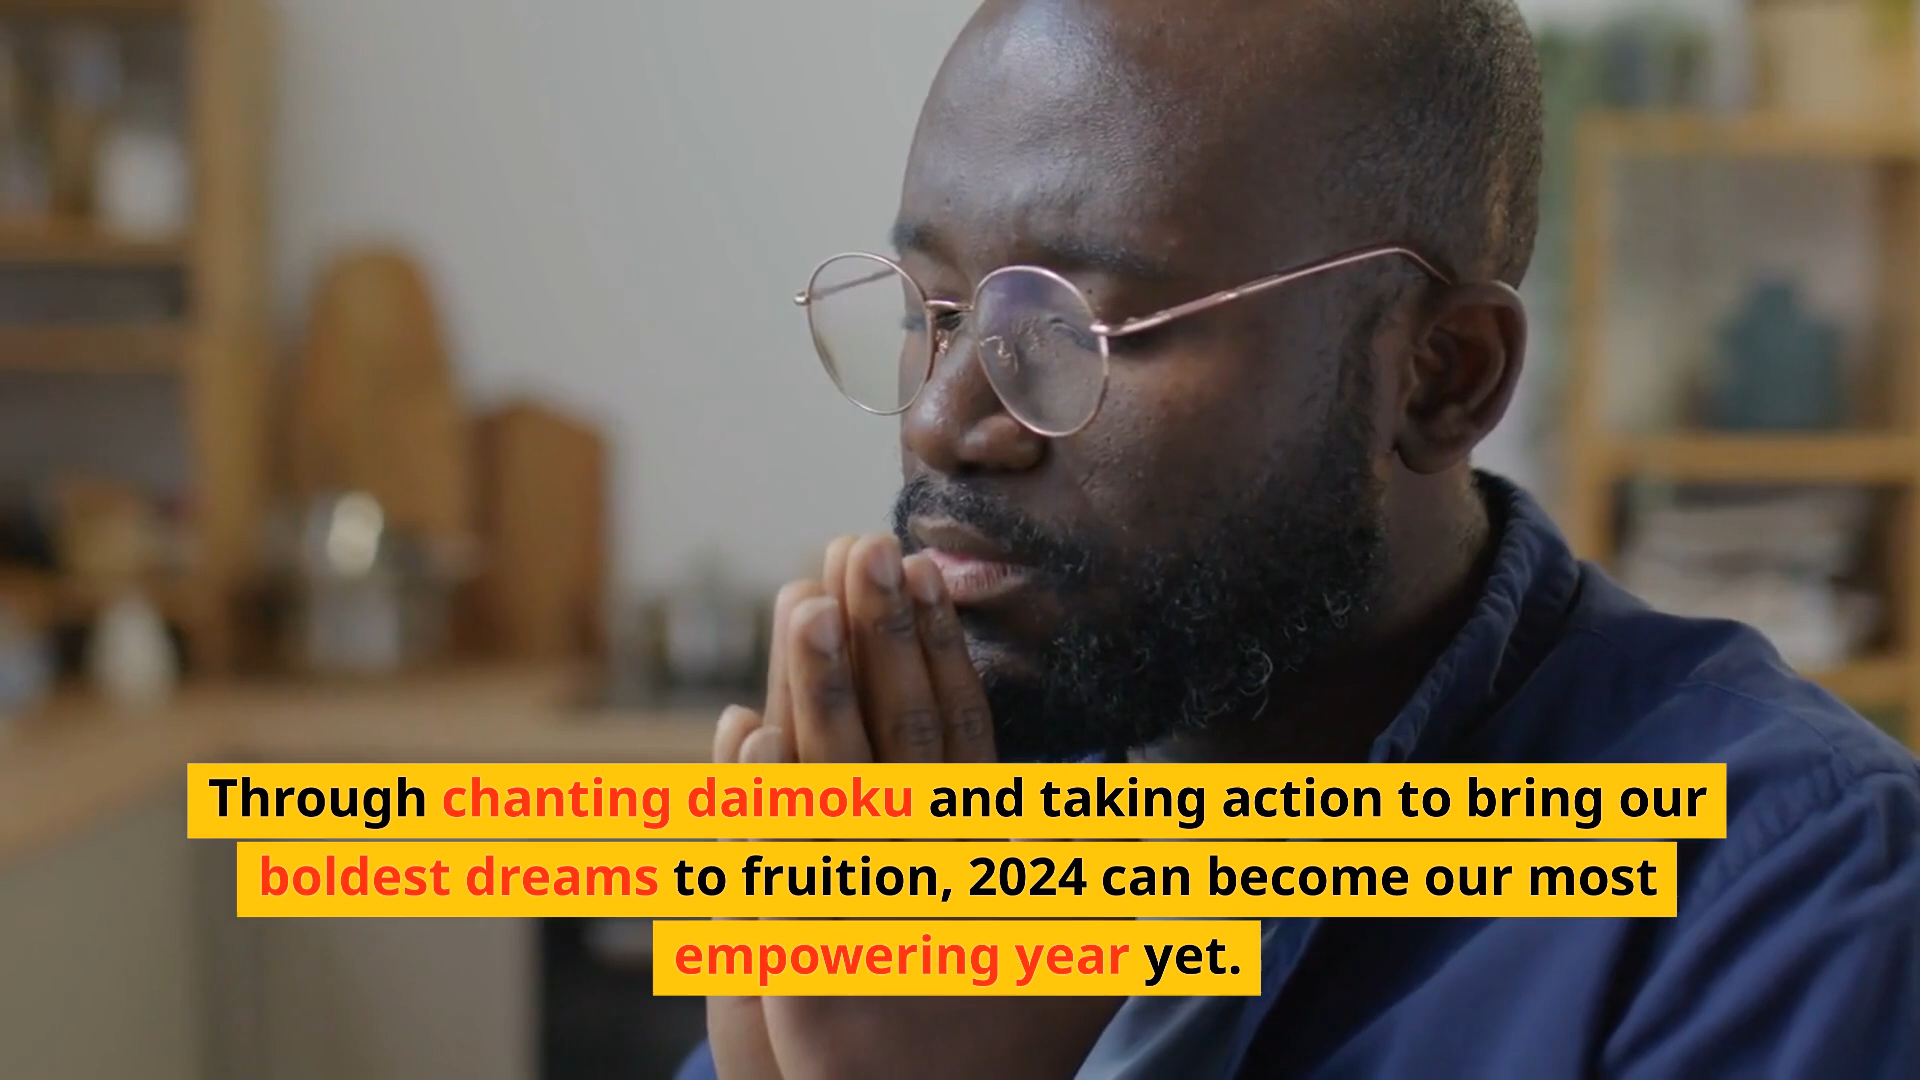 Through chanting daimoku and taking action to bring our
boldest dreams to fruition, 2024 can become our most
empowering year yet.